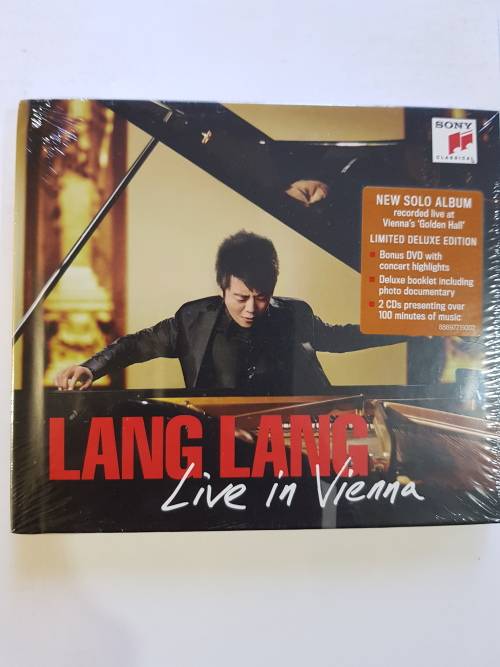 SONY
CLASSICAL
NEW SOLO ALBUM
recorded live at
Vienna's 'Golden Hall'
LIMITED DELUXE EDITION
Bonus DVD with
concert highlights
Deluxe booklet including
photo documentary
2 CDs presenting over
100 minutes of music
88697719002
LANG LANG
Live in Vienna